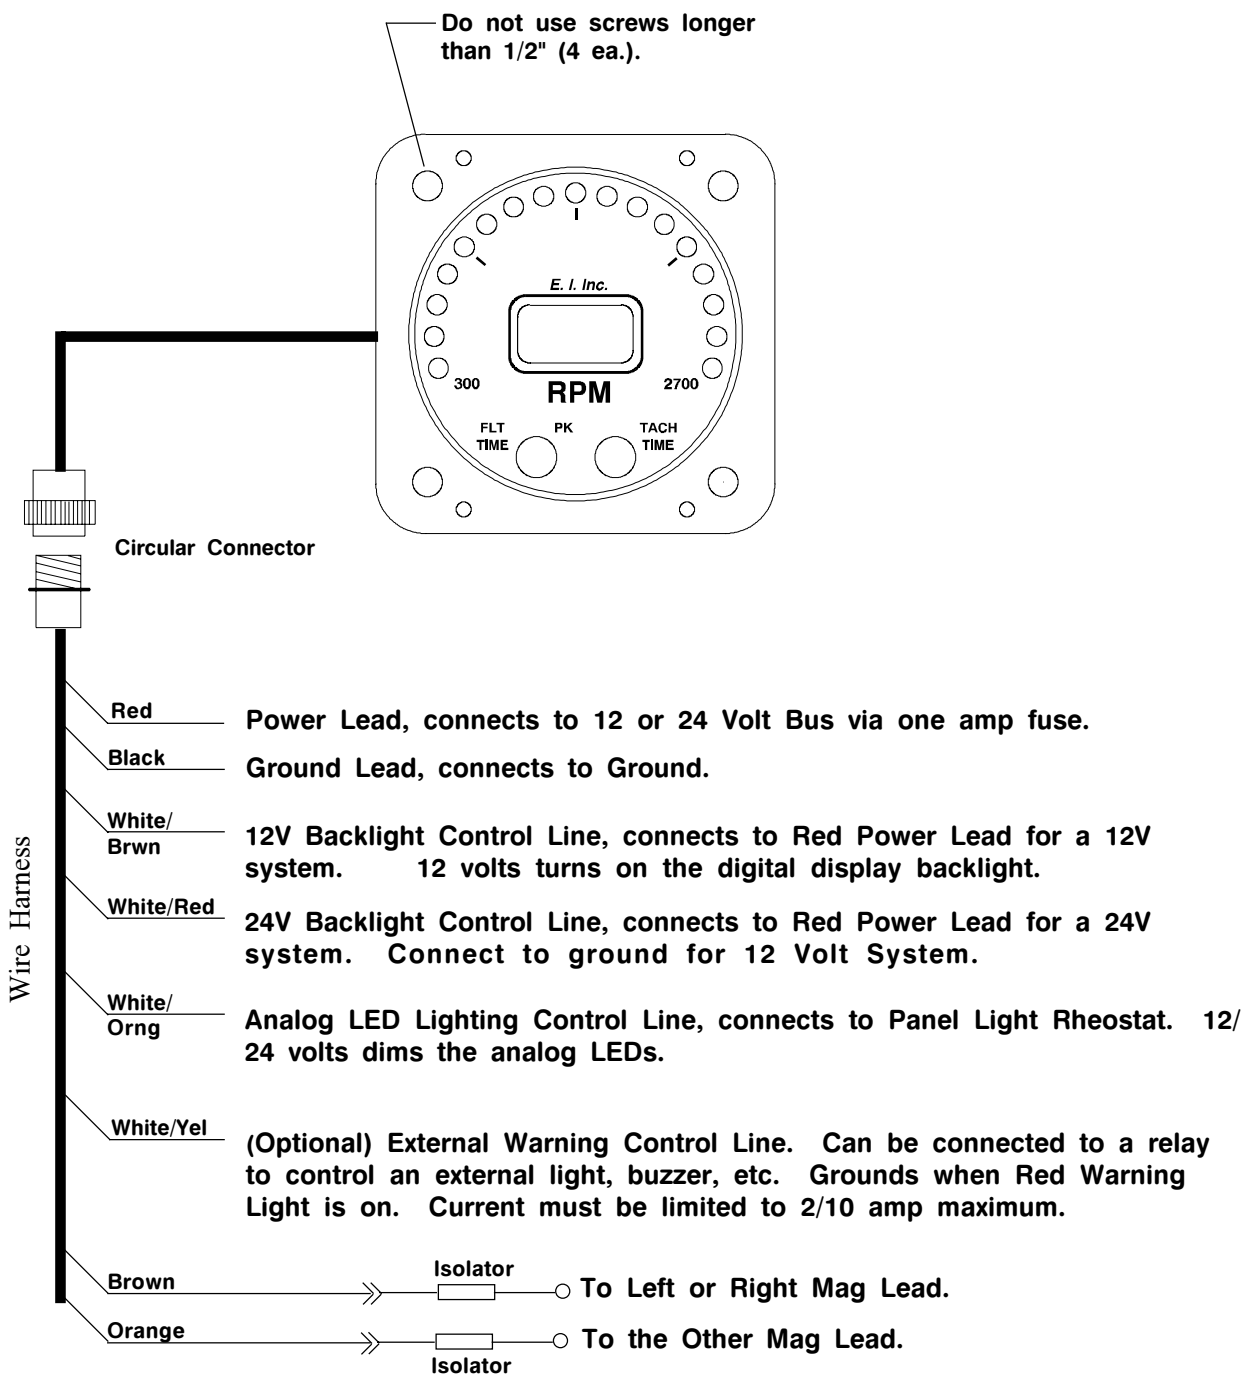 Do not use screws longer
than 1/2" (4 ea.).
E. I. Inc.
300
RPM
2700
FLT
TIME
PK
TACH
TIME
Circular Connector
Wire Harness
Red
Power Lead, connects to 12 or 24 Volt Bus via one amp fuse.
Black
Ground Lead, connects to Ground.
White/
Brwn
12V Backlight Control Line, connects to Red Power Lead for a 12V
system. 12 volts turns on the digital display backlight.
White/Red
24V Backlight Control Line, connects to Red Power Lead for a 24V
system. Connect to ground for 12 Volt System.
White/
Orng
Analog LED Lighting Control Line, connects to Panel Light Rheostat. 12/
24 volts dims the analog LEDs.
White/Yel
(Optional) External Warning Control Line. Can be connected to a relay
to control an external light, buzzer, etc. Grounds when Red Warning
Light is on. Current must be limited to 2/10 amp maximum.
Brown
Isolator
To Left or Right Mag Lead.
Orange
Isolator
To the Other Mag Lead.